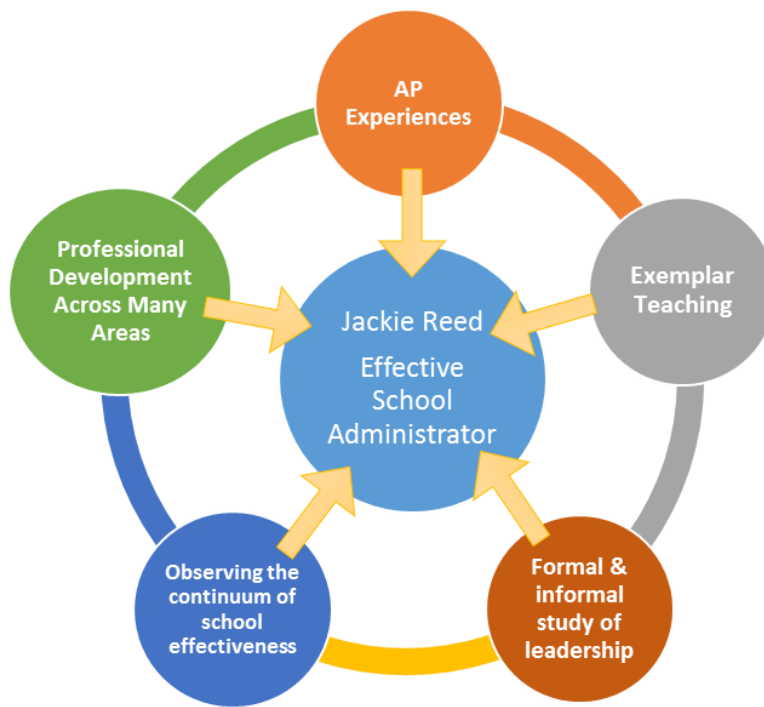 AP
Experiences
Professional
Development
Across Many
Areas
Exemplar
Teaching
Jackie Reed
Effective
School
Administrator
Observing the
continuum of
school
effectiveness
Formal &
informal
study of
leadership